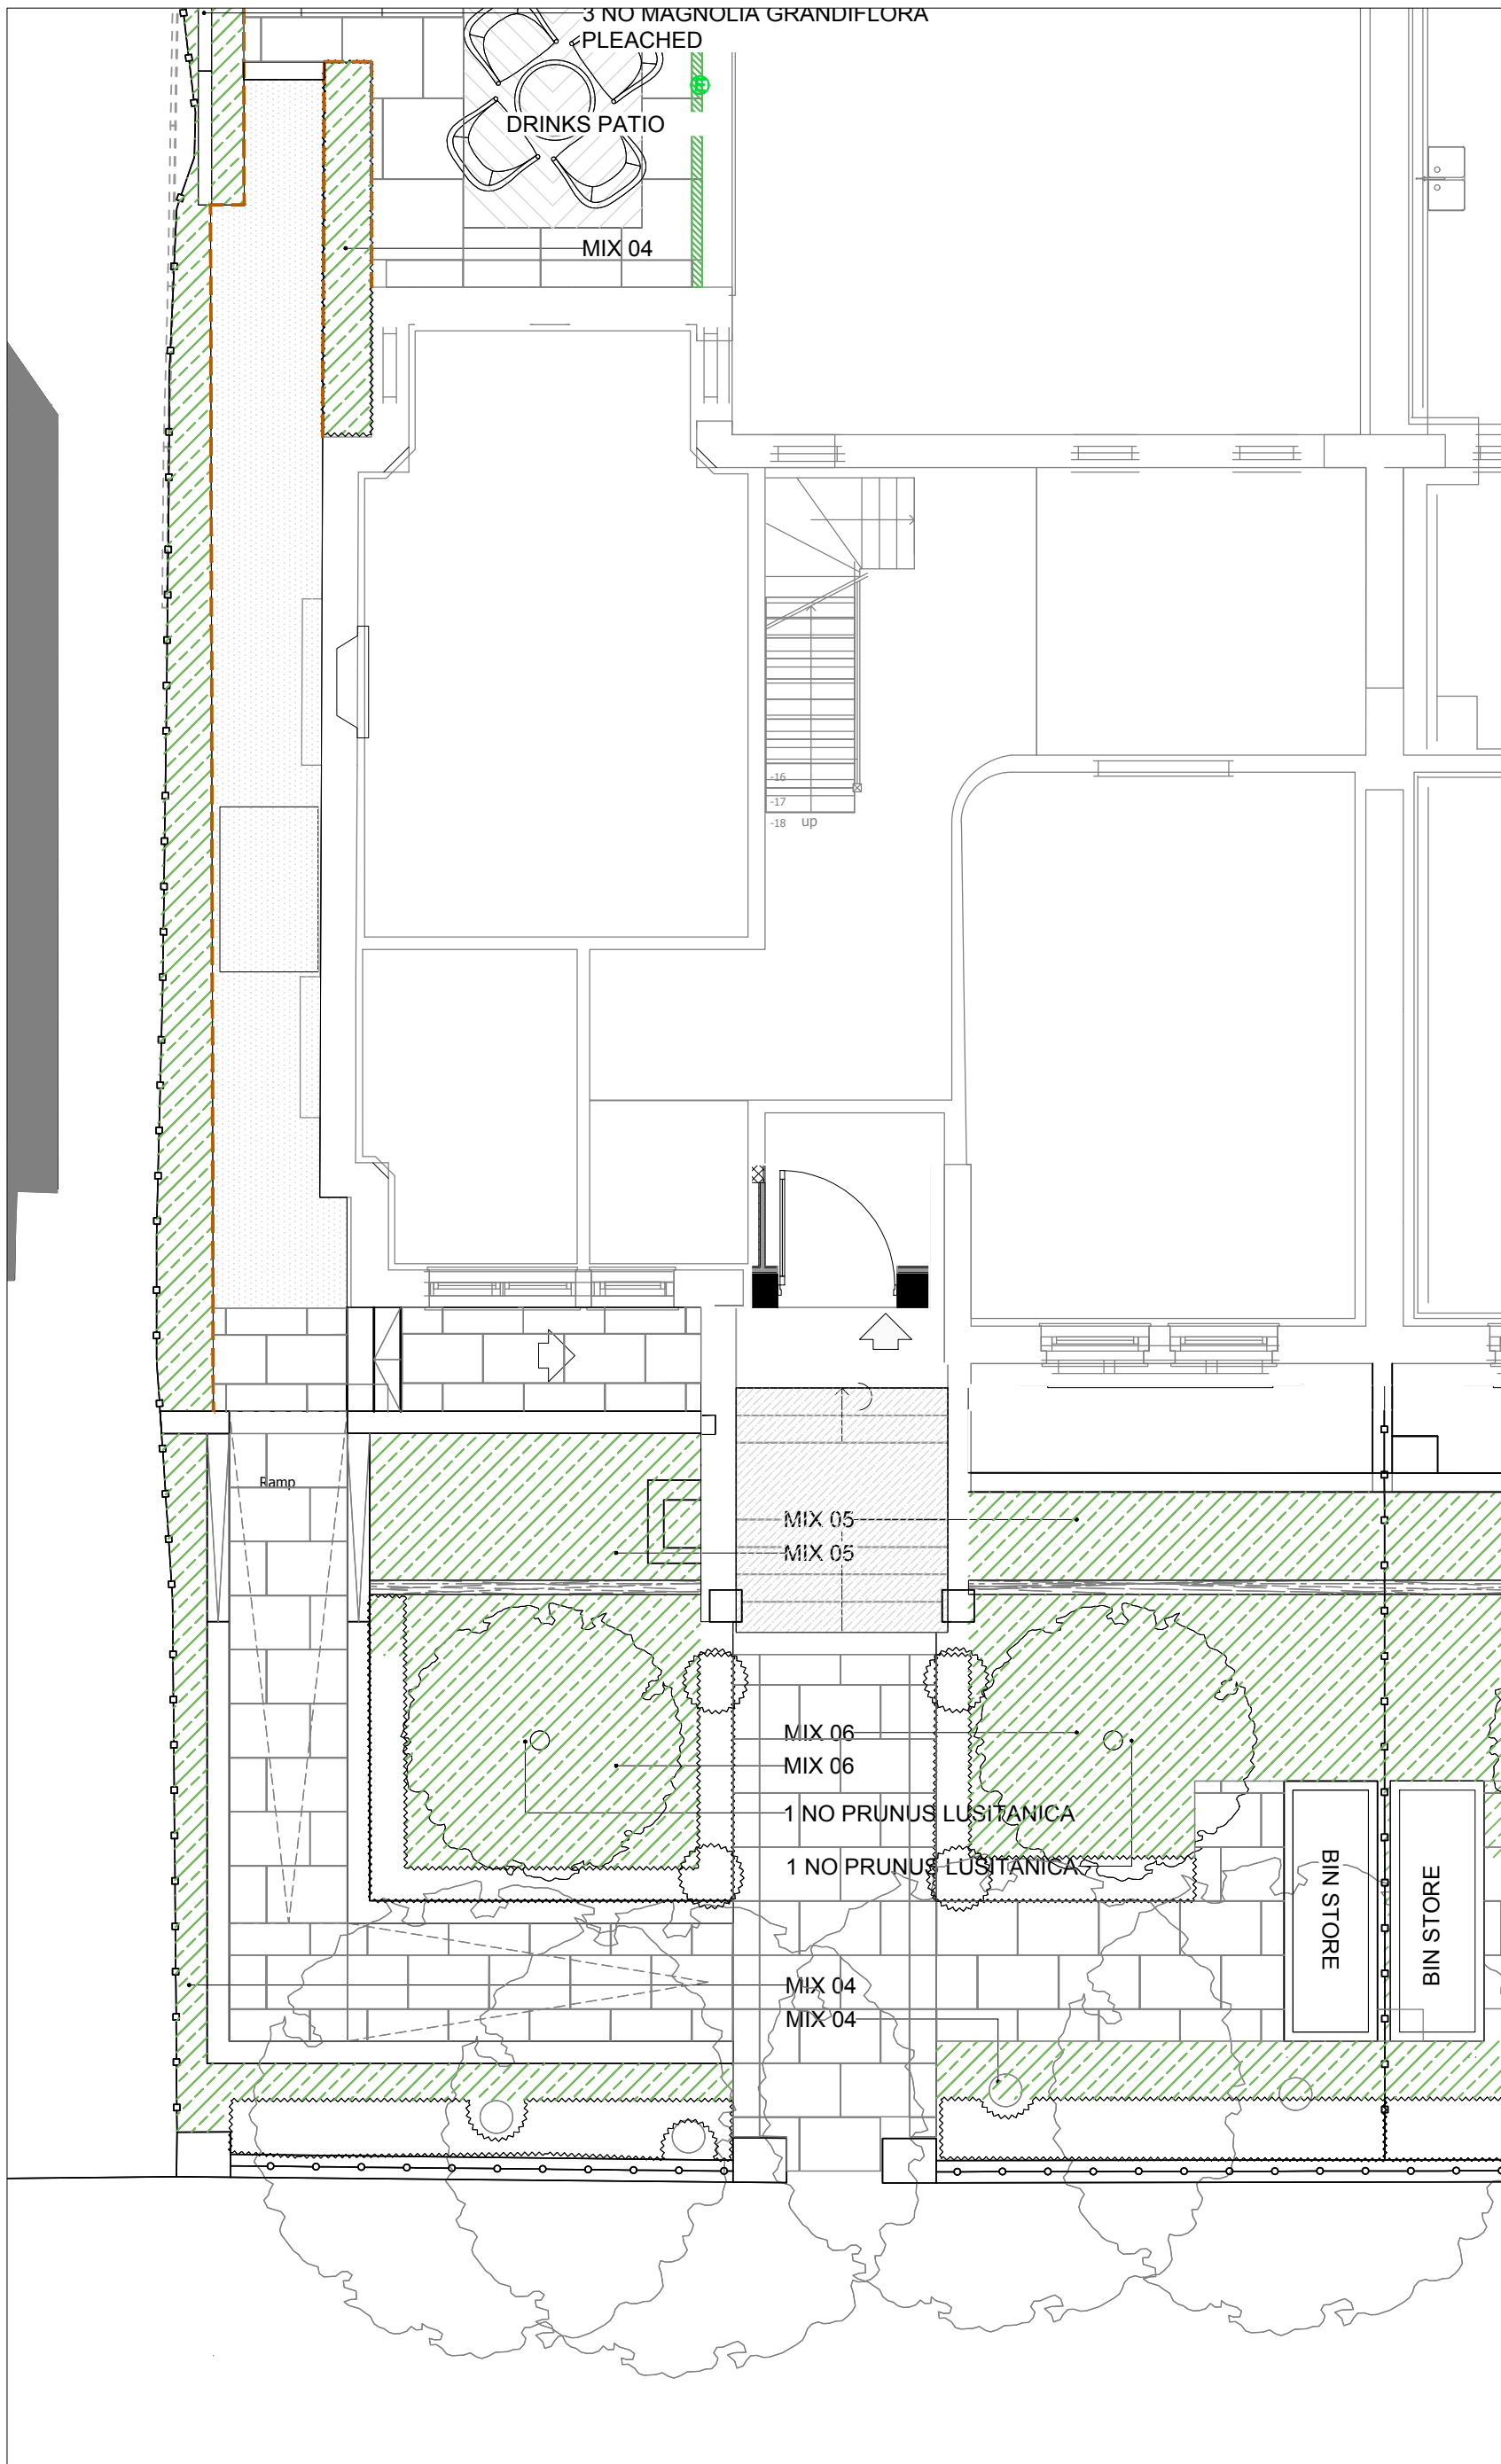 3 NO MAGNOLIA GRANDIFLORA
PLEACHED
DRINKS PATIO
MIX 04
-16
-17
-18 up
Ramp
MIX 05
MIX 05
MIX 06
MIX 06
1 NO PRUNUS LUSITANICA
1 NO PRUNUS LUSITANICA
BIN STORE
BIN STORE
MIX 04
MIX 04